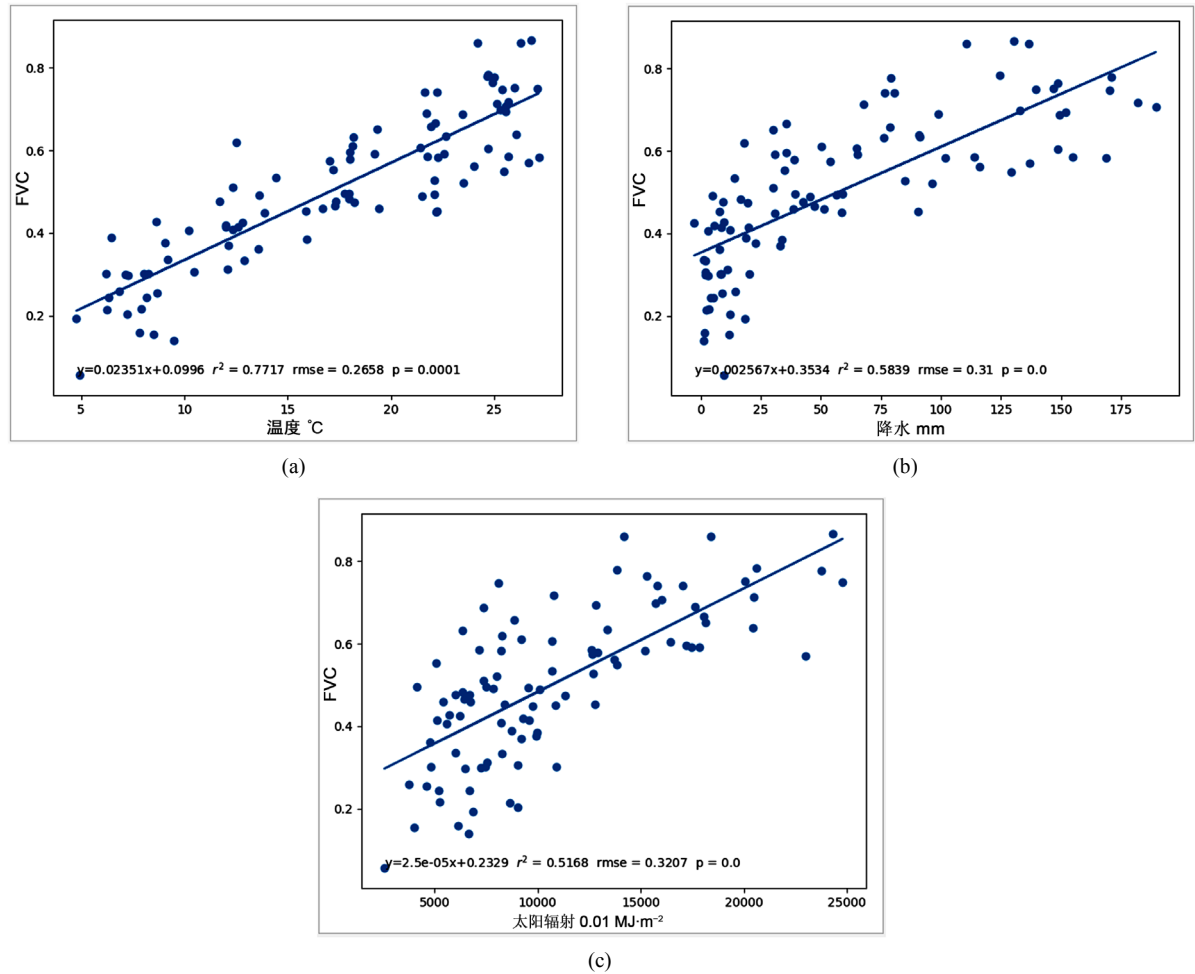 FVC
0.8
0.6
0.4
0.2
y=0.02351x+0.0996 r² = 0.7717 rmse = 0.2658 p = 0.0001
5 10 15 20 25
温度 ℃
(a)
FVC
0.8
0.6
0.4
0.2
y=0.002567x+0.3534 r² = 0.5839 rmse = 0.31 p = 0.0
0 25 50 75 100 125 150 175
降水 mm
(b)
FVC
0.8
0.6
0.4
0.2
y=2.5e-05x+0.2329 r² = 0.5168 rmse = 0.3207 p = 0.0
5000 10000 15000 20000 25000
太阳辐射 0.01 MJ·m⁻²
(c)